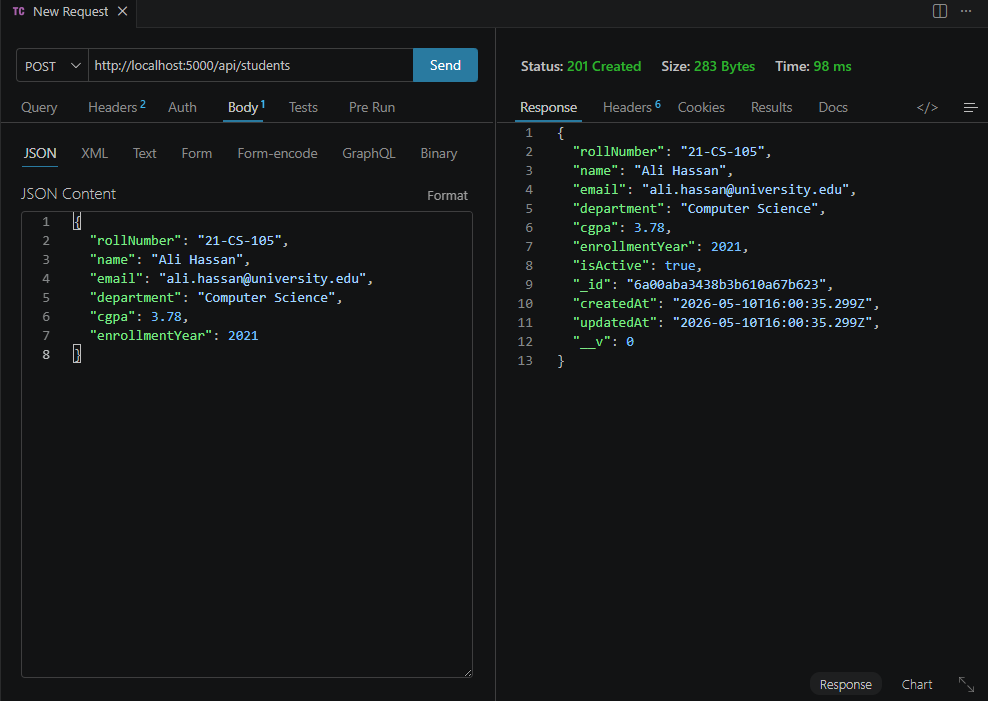 TC New Request
POST http://localhost:5000/api/students Send
Query Headers 2 Auth Body 1 Tests Pre Run
JSON XML Text Form Form-encode GraphQL Binary
JSON Content Format
1 {
2 "rollNumber": "21-CS-105",
3 "name": "Ali Hassan",
4 "email": "ali.hassan@university.edu",
5 "department": "Computer Science",
6 "cgpa": 3.78,
7 "enrollmentYear": 2021
8 }
Status: 201 Created Size: 283 Bytes Time: 98 ms
Response Headers 6 Cookies Results Docs </>
1 {
2 "rollNumber": "21-CS-105",
3 "name": "Ali Hassan",
4 "email": "ali.hassan@university.edu",
5 "department": "Computer Science",
6 "cgpa": 3.78,
7 "enrollmentYear": 2021,
8 "isActive": true,
9 "_id": "6a00aba3438b3b610a67b623",
10 "createdAt": "2026-05-10T16:00:35.299Z",
11 "updatedAt": "2026-05-10T16:00:35.299Z",
12 "__v": 0
13 }
Response Chart